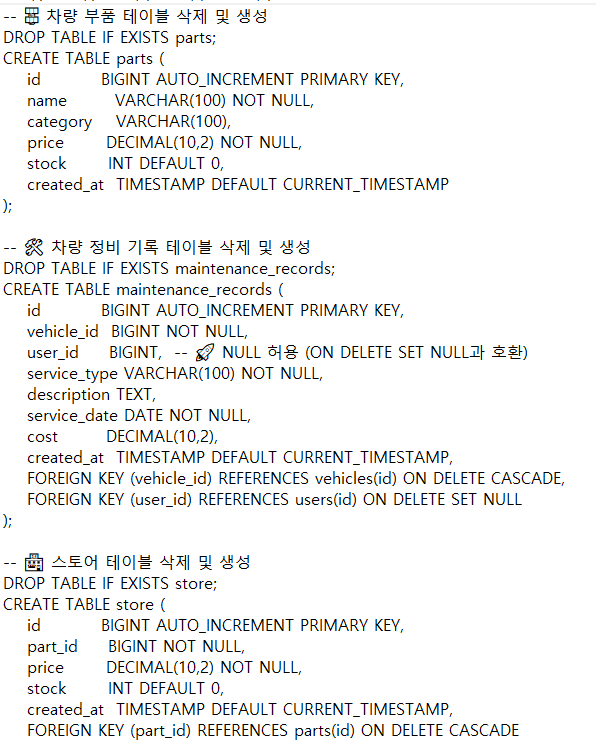 -- 🗄 차량 부품 테이블 삭제 및 생성
DROP TABLE IF EXISTS parts;
CREATE TABLE parts (
id BIGINT AUTO_INCREMENT PRIMARY KEY,
name VARCHAR(100) NOT NULL,
category VARCHAR(100),
price DECIMAL(10,2) NOT NULL,
stock INT DEFAULT 0,
created_at TIMESTAMP DEFAULT CURRENT_TIMESTAMP
);
-- 🛠 차량 정비 기록 테이블 삭제 및 생성
DROP TABLE IF EXISTS maintenance_records;
CREATE TABLE maintenance_records (
id BIGINT AUTO_INCREMENT PRIMARY KEY,
vehicle_id BIGINT NOT NULL,
user_id BIGINT, -- 🚀 NULL 허용 (ON DELETE SET NULL과 호환)
service_type VARCHAR(100) NOT NULL,
description TEXT,
service_date DATE NOT NULL,
cost DECIMAL(10,2),
created_at TIMESTAMP DEFAULT CURRENT_TIMESTAMP,
FOREIGN KEY (vehicle_id) REFERENCES vehicles(id) ON DELETE CASCADE,
FOREIGN KEY (user_id) REFERENCES users(id) ON DELETE SET NULL
);
-- 🏪 스토어 테이블 삭제 및 생성
DROP TABLE IF EXISTS store;
CREATE TABLE store (
id BIGINT AUTO_INCREMENT PRIMARY KEY,
part_id BIGINT NOT NULL,
price DECIMAL(10,2) NOT NULL,
stock INT DEFAULT 0,
created_at TIMESTAMP DEFAULT CURRENT_TIMESTAMP,
FOREIGN KEY (part_id) REFERENCES parts(id) ON DELETE CASCADE